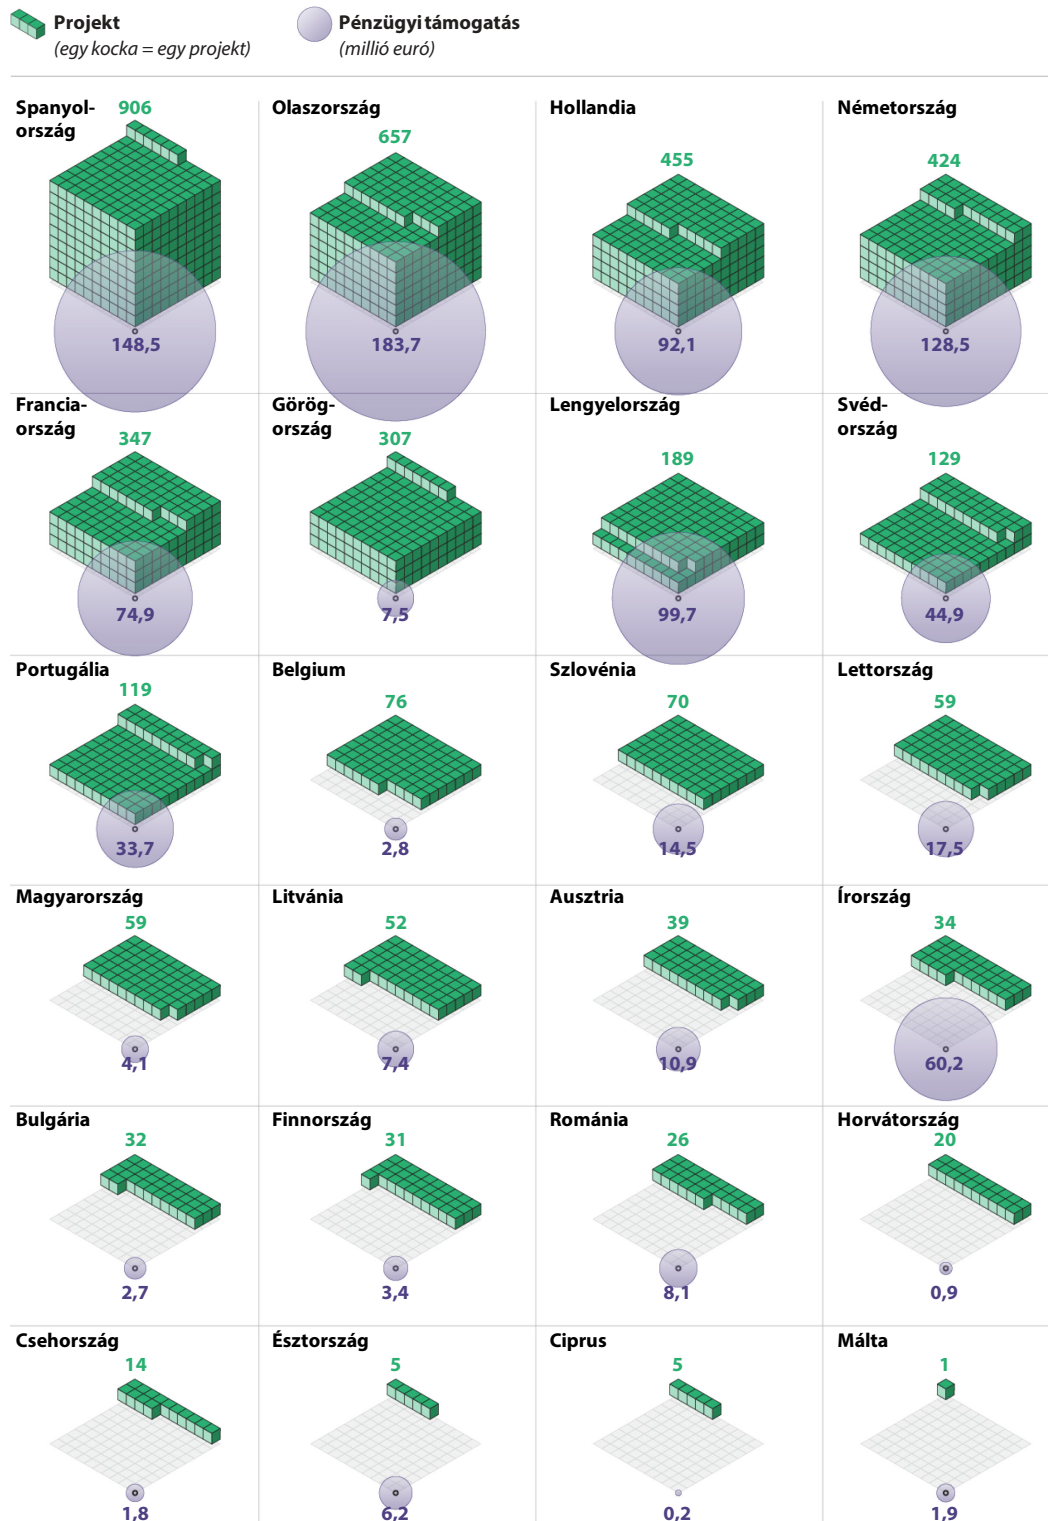 Projekt
(egy kocka = egy projekt)
Pénzügyi támogatás
(millió euró)
Spanyol-
ország
906
148,5
Olaszország
657
183,7
Hollandia
455
92,1
Németország
424
128,5
Francia-
ország
347
74,9
Görög-
ország
307
7,5
Lengyelország
189
99,7
Svéd-
ország
129
44,9
Portugália
119
33,7
Belgium
76
2,8
Szlovénia
70
14,5
Lettország
59
17,5
Magyarország
59
4,1
Litvánia
52
7,4
Ausztria
39
10,9
Írország
34
60,2
Bulgária
32
2,7
Finnország
31
3,4
Románia
26
8,1
Horvátország
20
0,9
Csehország
14
1,8
Észtország
5
6,2
Ciprus
5
0,2
Málta
1
1,9